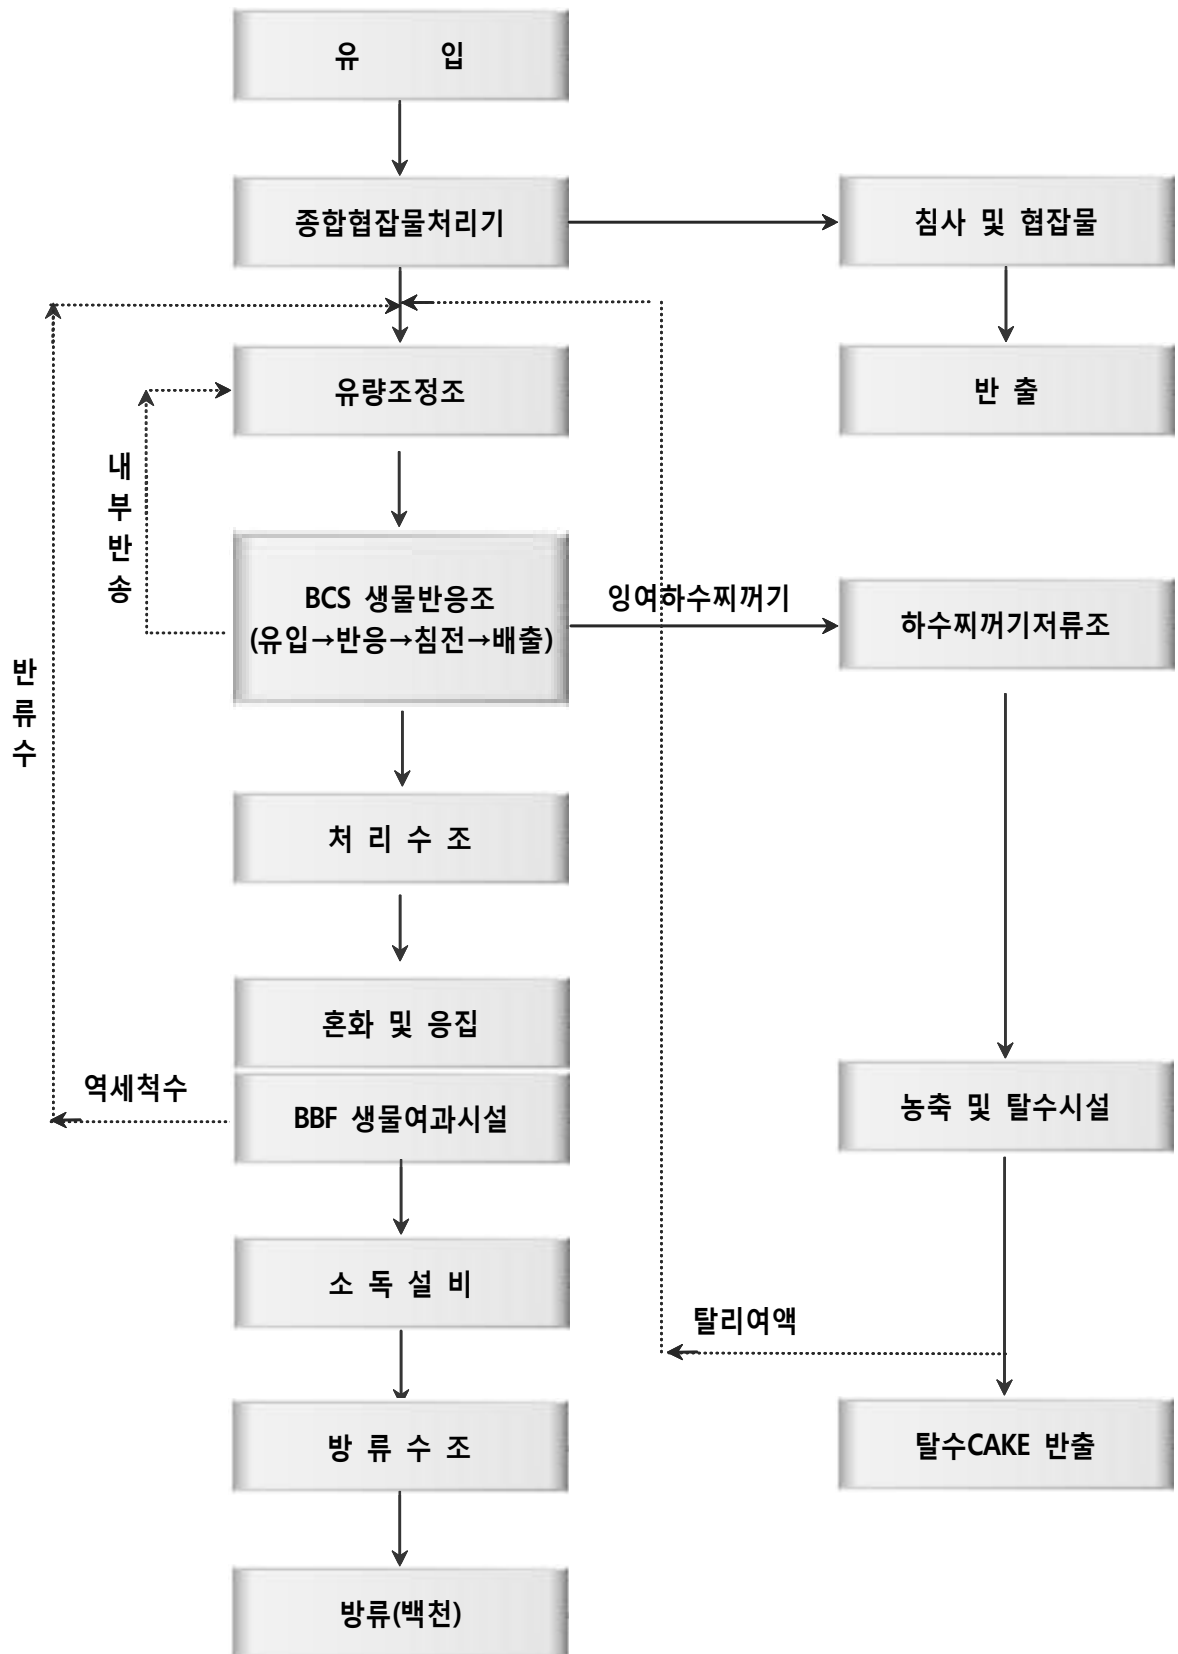 유 입
종합협잡물처리기
침사 및 협잡물
유량조정조
반 출
내부반송
BCS 생물반응조
(유입→반응→침전→배출)
잉여하수찌꺼기
하수찌꺼기저류조
반류수
처 리 수 조
혼화 및 응집
역세척수
BBF 생물여과시설
농축 및 탈수시설
소 독 설 비
탈리여액
방 류 수 조
탈수CAKE 반출
방류(백천)